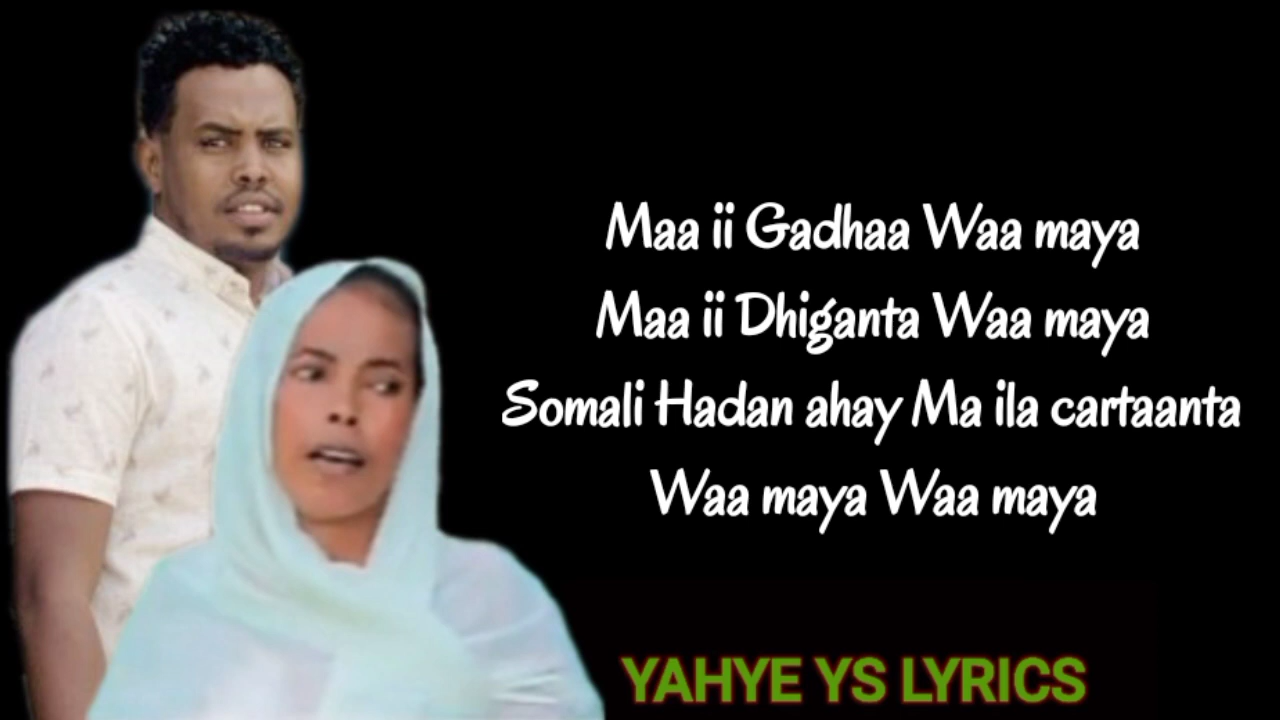 Maa ii Gadhaa Waa maya
Maa ii Dhiganta Waa maya
Somali Hadan ahay Ma ila cartaanta
Waa maya Waa maya
YAHYE YS LYRICS